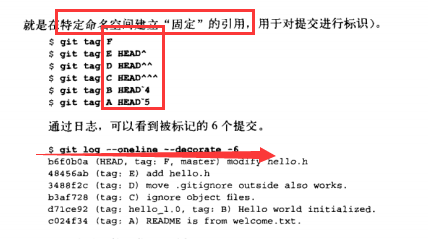 就是在特定命名空间建立“固定”的引用，用于对提交进行标识）。
$ git tag F
$ git tag E HEAD^
$ git tag D HEAD^^
$ git tag C HEAD^^^
$ git tag B HEAD~4
$ git tag A HEAD~5
通过日志，可以看到被标记的 6 个提交。
$ git log --oneline --decorate -6
b6f0b0a (HEAD, tag: F, master) modify hello.h
48456ab (tag: E) add hello.h
3488f2c (tag: D) move .gitignore outside also works.
b3af728 (tag: C) ignore object files.
d71ce92 (tag: hello_1.0, tag: B) Hello world initialized.
c024f34 (tag: A) README is from welcome.txt.